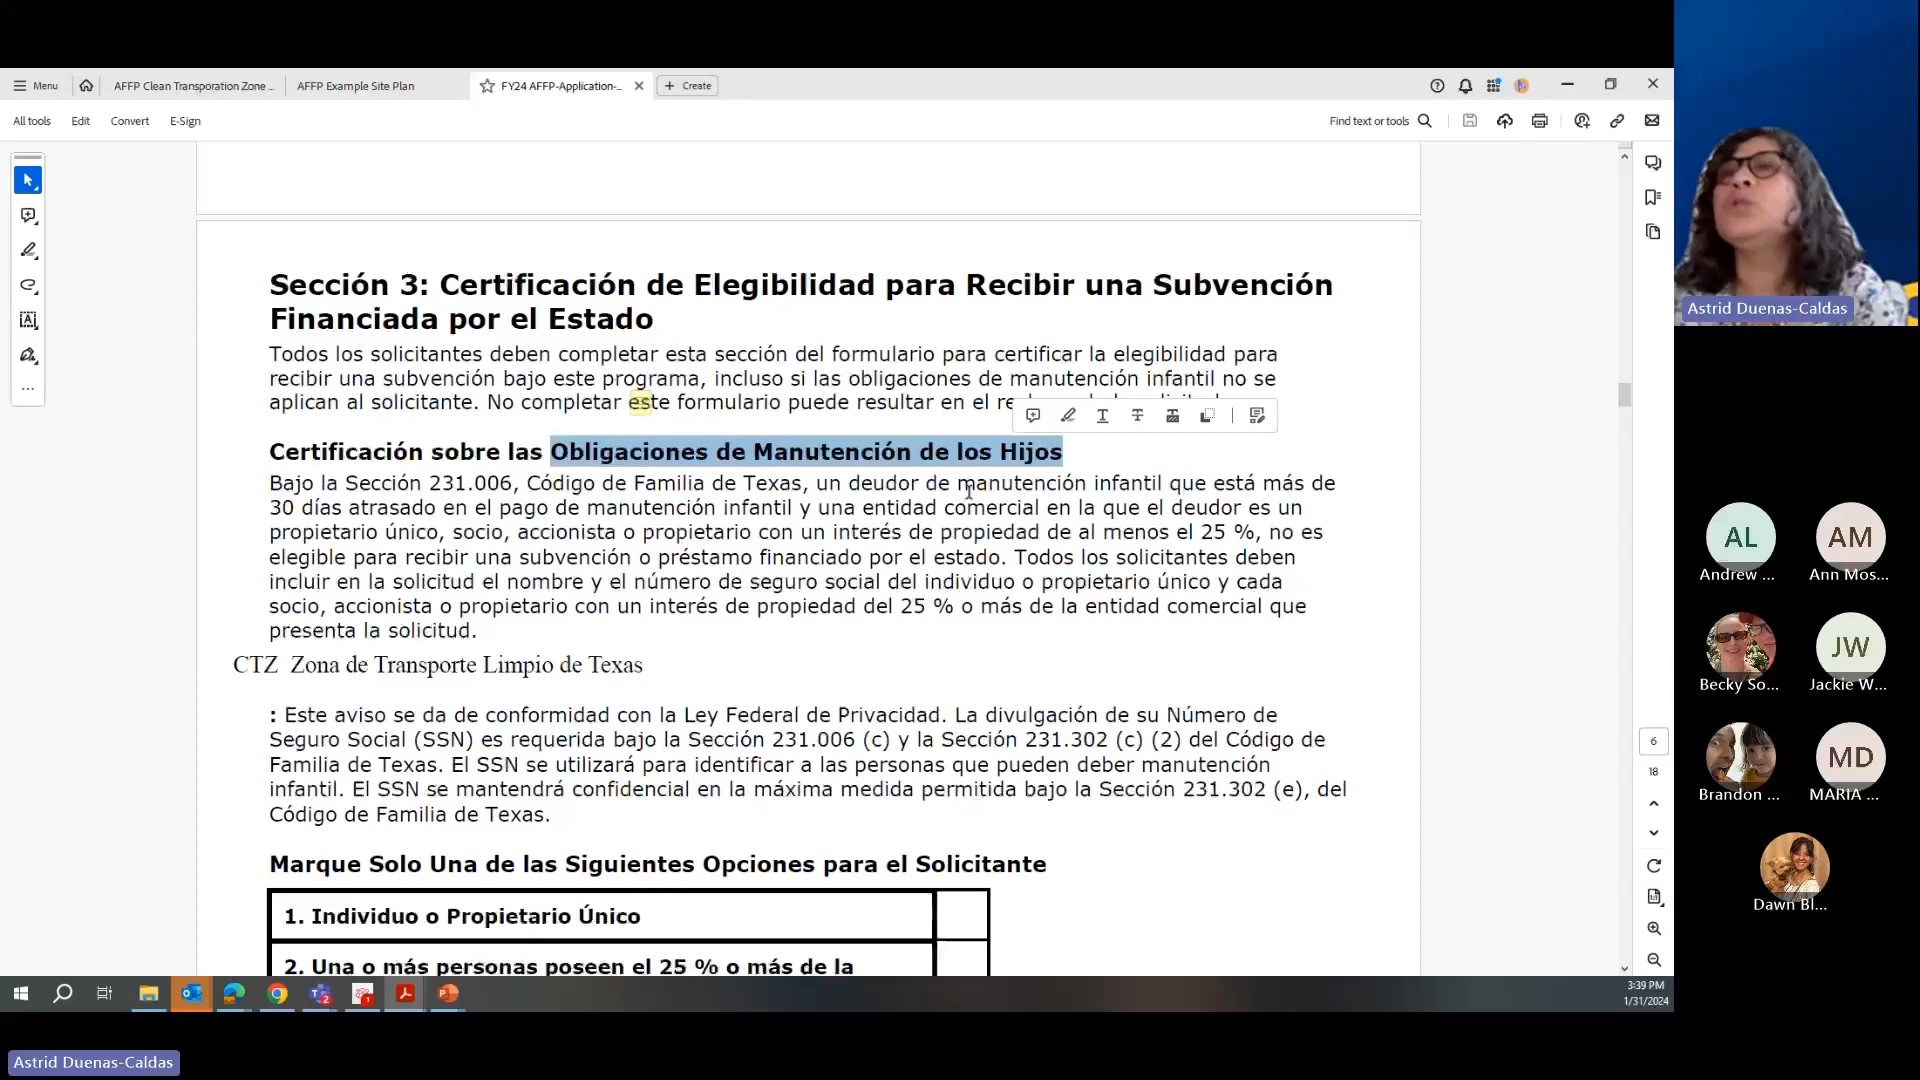 Menu
AFFP Clean Transporation Zone ...
AFFP Example Site Plan
FY24 AFFP-Application-...
Create
All tools
Edit
Convert
E-Sign
Find text or tools
Sección 3: Certificación de Elegibilidad para Recibir una Subvención
Financiada por el Estado
Todos los solicitantes deben completar esta sección del formulario para certificar la elegibilidad para
recibir una subvención bajo este programa, incluso si las obligaciones de manutención infantil no se
aplican al solicitante. No completar este formulario puede resultar en el
Certificación sobre las Obligaciones de Manutención de los Hijos
Bajo la Sección 231.006, Código de Familia de Texas, un deudor de manutención infantil que está más de
30 días atrasado en el pago de manutención infantil y una entidad comercial en la que el deudor es un
propietario único, socio, accionista o propietario con un interés de propiedad de al menos el 25 %, no es
elegible para recibir una subvención o préstamo financiado por el estado. Todos los solicitantes deben
incluir en la solicitud el nombre y el número de seguro social del individuo o propietario único y cada
socio, accionista o propietario con un interés de propiedad del 25 % o más de la entidad comercial que
presenta la solicitud.
CTZ Zona de Transporte Limpio de Texas
: Este aviso se da de conformidad con la Ley Federal de Privacidad. La divulgación de su Número de
Seguro Social (SSN) es requerida bajo la Sección 231.006 (c) y la Sección 231.302 (c) (2) del Código de
Familia de Texas. El SSN se utilizará para identificar a las personas que pueden deber manutención
infantil. El SSN se mantendrá confidencial en la máxima medida permitida bajo la Sección 231.302 (e), del
Código de Familia de Texas.
Marque Solo Una de las Siguientes Opciones para el Solicitante
1. Individuo o Propietario Único
2. Una o más personas poseen el 25 % o más de la
6
18
3:39 PM
1/31/2024
Astrid Duenas-Caldas
AL
Andrew ...
AM
Ann Mos...
Becky So...
JW
Jackie W...
Brandon ...
MD
MARIA ...
Dawn Bl...
Astrid Duenas-Caldas